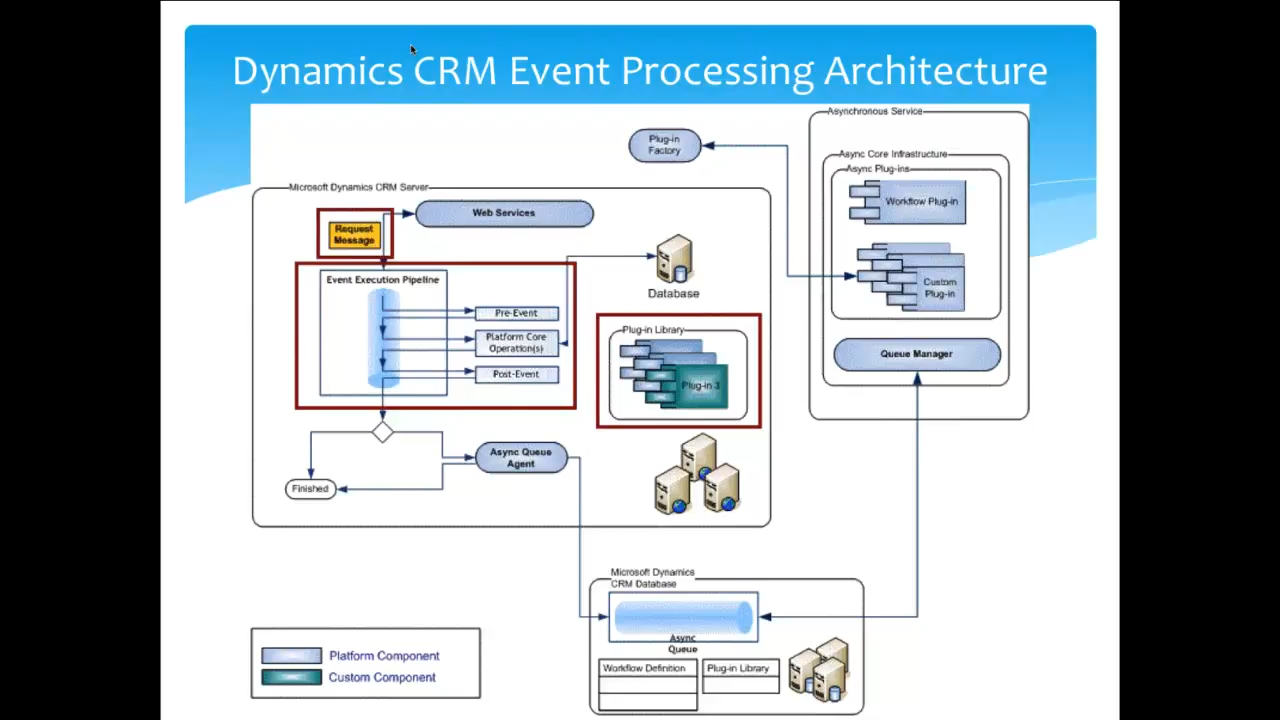 Dynamics CRM Event Processing Architecture
Asynchronous Service
Plug-in
Factory
Async Core Infrastructure
Async Plug-ins
Workflow Plug-in
Custom
Plug-in
Queue Manager
Microsoft Dynamics CRM Server
Web Services
Request
Message
Event Execution Pipeline
Pre-Event
Platform Core
Operation(s)
Post-Event
Database
Plug-in Library
Plug-in 3
Async Queue
Agent
Finished
Microsoft Dynamics
CRM Database
Async
Queue
Workflow Definition
Plug-in Library
Platform Component
Custom Component